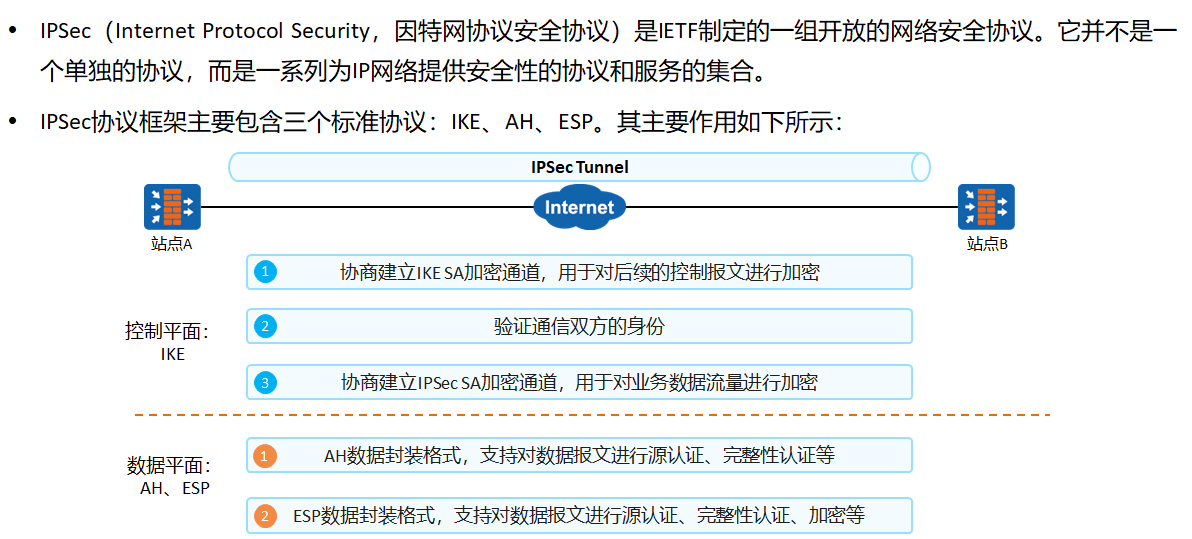 • IPSec（Internet Protocol Security，因特网协议安全协议）是IETF制定的一组开放的网络安全协议。它并不是一
个单独的协议，而是一系列为IP网络提供安全性的协议和服务的集合。
• IPSec协议框架主要包含三个标准协议：IKE、AH、ESP。其主要作用如下所示：
IPSec Tunnel
Internet
站点A
站点B
控制平面：
IKE
1 协商建立IKE SA加密通道，用于对后续的控制报文进行加密
2 验证通信双方的身份
3 协商建立IPSec SA加密通道，用于对业务数据流量进行加密
数据平面：
AH、ESP
1 AH数据封装格式，支持对数据报文进行源认证、完整性认证等
2 ESP数据封装格式，支持对数据报文进行源认证、完整性认证、加密等